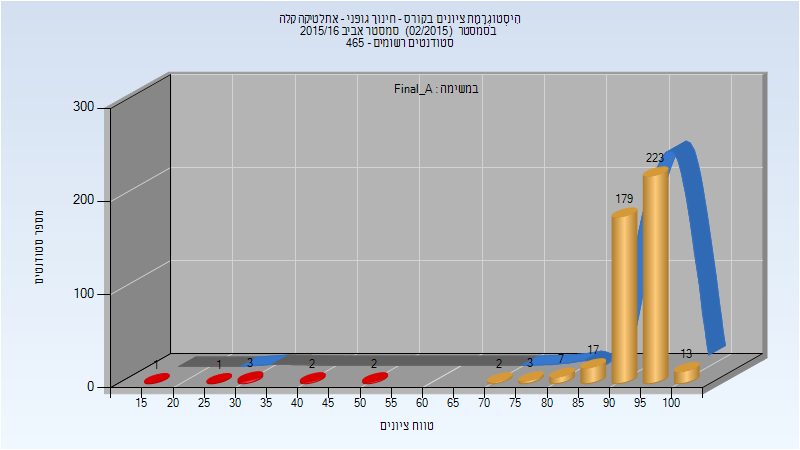 היסטוגרמת ציונים בקורס - חינוך גופני - אתלטיקה קלה
בסמסטר (02/2015) סמסטר אביב 2015/16
סטודנטים רשומים - 465
במשימה : Final_A
מספר סטודנטים
300
200
100
0
1
1
3
2
2
2
3
7
17
179
223
13
15 20 25 30 35 40 45 50 55 60 65 70 75 80 85 90 95 100
טווח ציונים